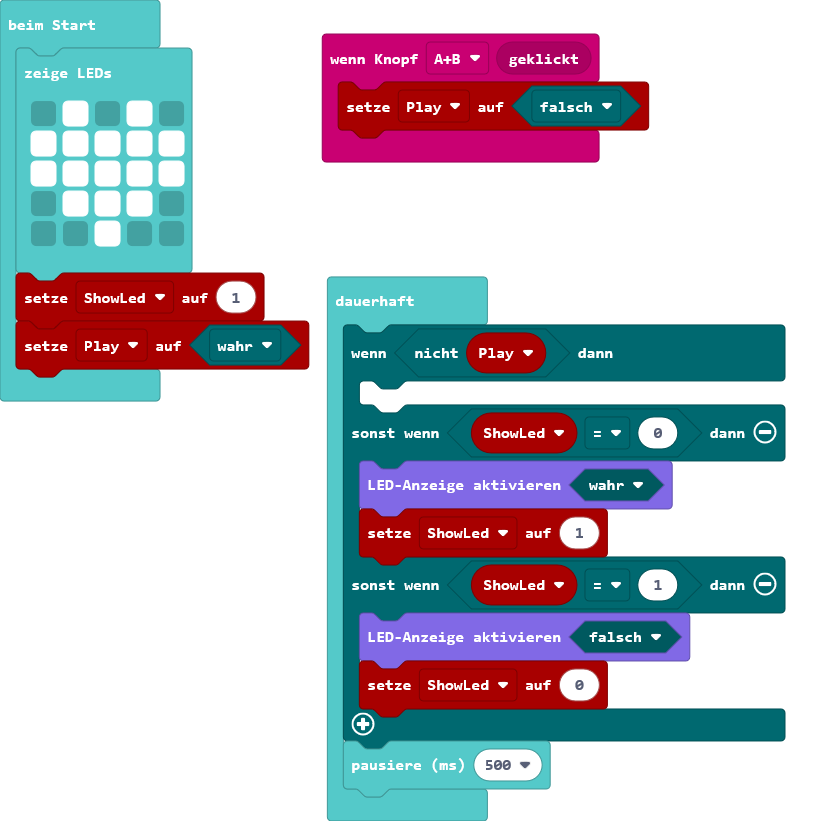 beim Start
zeige LEDs
setze ShowLed auf 1
setze Play auf wahr
wenn Knopf A+B geklickt
setze Play auf falsch
dauerhaft
wenn nicht Play dann
sonst wenn ShowLed = 0 dann
LED-Anzeige aktivieren wahr
setze ShowLed auf 1
sonst wenn ShowLed = 1 dann
LED-Anzeige aktivieren falsch
setze ShowLed auf 0
pausiere (ms) 500